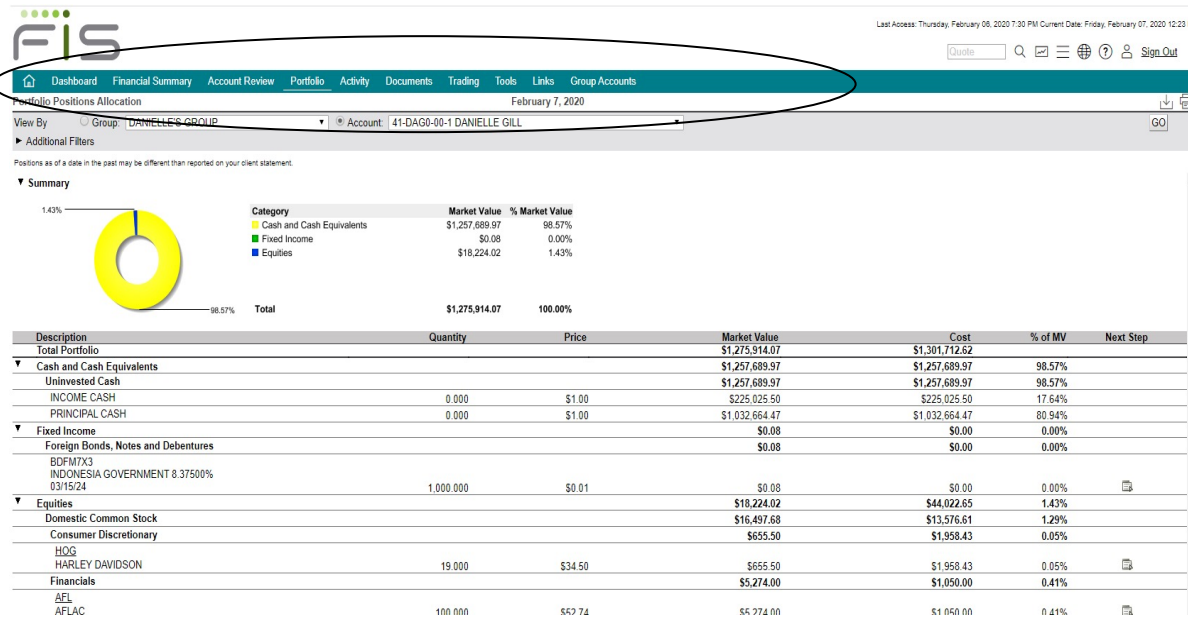 FIS
Last Access: Thursday, February 06, 2020 7:30 PM Current Date: Friday, February 07, 2020 12:23
Quote Sign Out
Dashboard Financial Summary Account Review Portfolio Activity Documents Trading Tools Links Group Accounts
Portfolio Positions Allocation February 7, 2020
View By Group: DANIELLE'S GROUP Account: 41-DAG0-00-1 DANIELLE GILL GO
Additional Filters
Positions as of a date in the past may be different than reported on your client statement.
Summary
1.43%
98.57%
Category Market Value % Market Value
Cash and Cash Equivalents $1,257,689.97 98.57%
Fixed Income $0.08 0.00%
Equities $18,224.02 1.43%
Total $1,275,914.07 100.00%
Description Quantity Price Market Value Cost % of MV Next Step
Total Portfolio $1,275,914.07 $1,301,712.62
Cash and Cash Equivalents $1,257,689.97 $1,257,689.97 98.57%
Uninvested Cash $1,257,689.97 $1,257,689.97 98.57%
INCOME CASH 0.000 $1.00 $225,025.50 $225,025.50 17.64%
PRINCIPAL CASH 0.000 $1.00 $1,032,664.47 $1,032,664.47 80.94%
Fixed Income $0.08 $0.00 0.00%
Foreign Bonds, Notes and Debentures $0.08 $0.00 0.00%
BDFM7X3
INDONESIA GOVERNMENT 8.37500%
03/15/24 1,000.000 $0.01 $0.08 $0.00 0.00%
Equities $18,224.02 $44,022.65 1.43%
Domestic Common Stock $16,497.68 $13,576.61 1.29%
Consumer Discretionary $655.50 $1,958.43 0.05%
HOG
HARLEY DAVIDSON 19.000 $34.50 $655.50 $1,958.43 0.05%
Financials $5,274.00 $1,050.00 0.41%
AFL
AFLAC 100.000 $52.74 $5,274.00 $1,050.00 0.41%